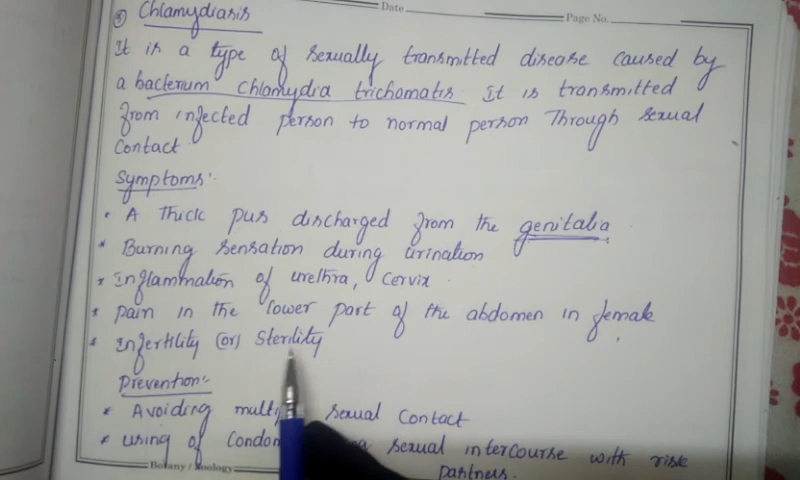 Date
Page No.
⑤ Chlamydiasis
It is a type of sexually transmitted disease caused by
a bacterium chlamydia trichomatis. It is transmitted
from infected person to normal person through sexual
contact
Symptoms:-
* A thick pus discharged from the genitalia.
* Burning sensation during urination
* Inflammation of urethra, cervix.
* pain in the lower part of the abdomen in female
* Infertility (or) Sterility
Prevention:-
* Avoiding sexual contact
* using of sexual intercourse with risk
partners.
Botany / Zoology